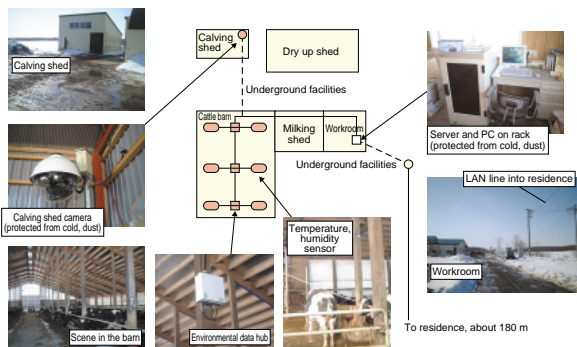 Calving shed
Calving
shed
Dry up shed
Underground facilities
Cattle barn
Milking
shed
Workroom
Server and PC on rack
(protected from cold, dust)
Underground facilities
LAN line into residence
Calving shed camera
(protected from cold, dust)
Temperature,
humidity
sensor
Workroom
Scene in the barn
Environmental data hub
To residence, about 180 m